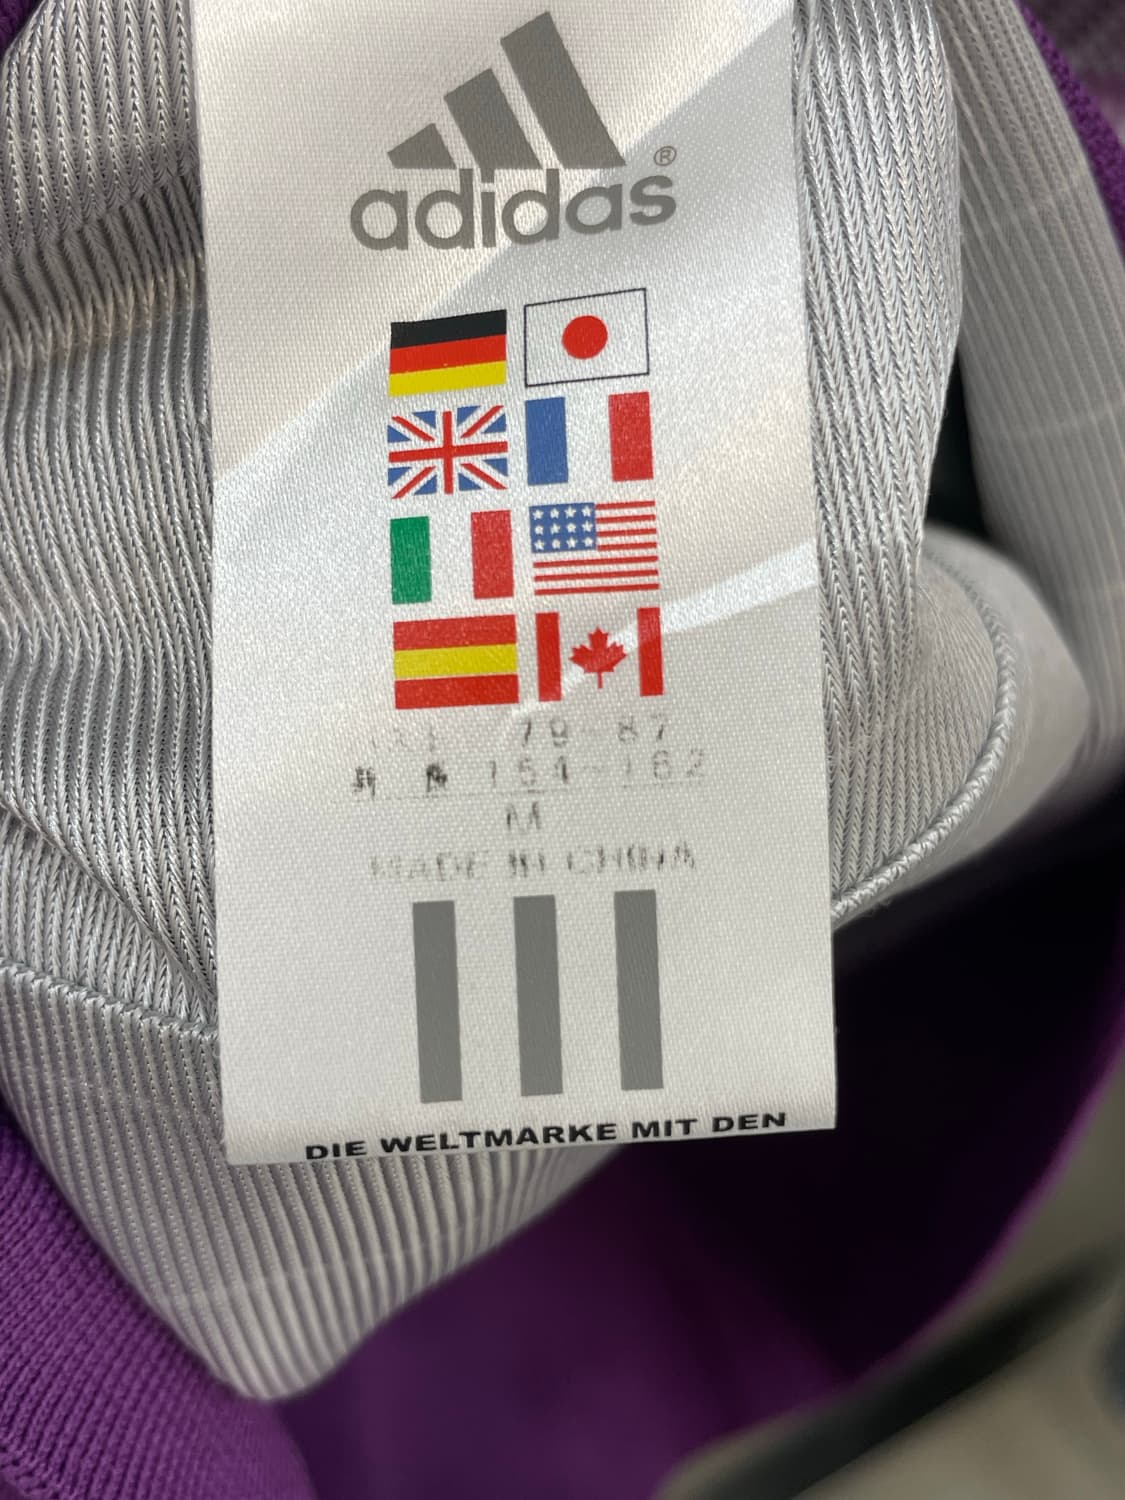 adidas®
79~87
154~162
M
MADE IN CHINA
DIE WELTMARKE MIT DEN